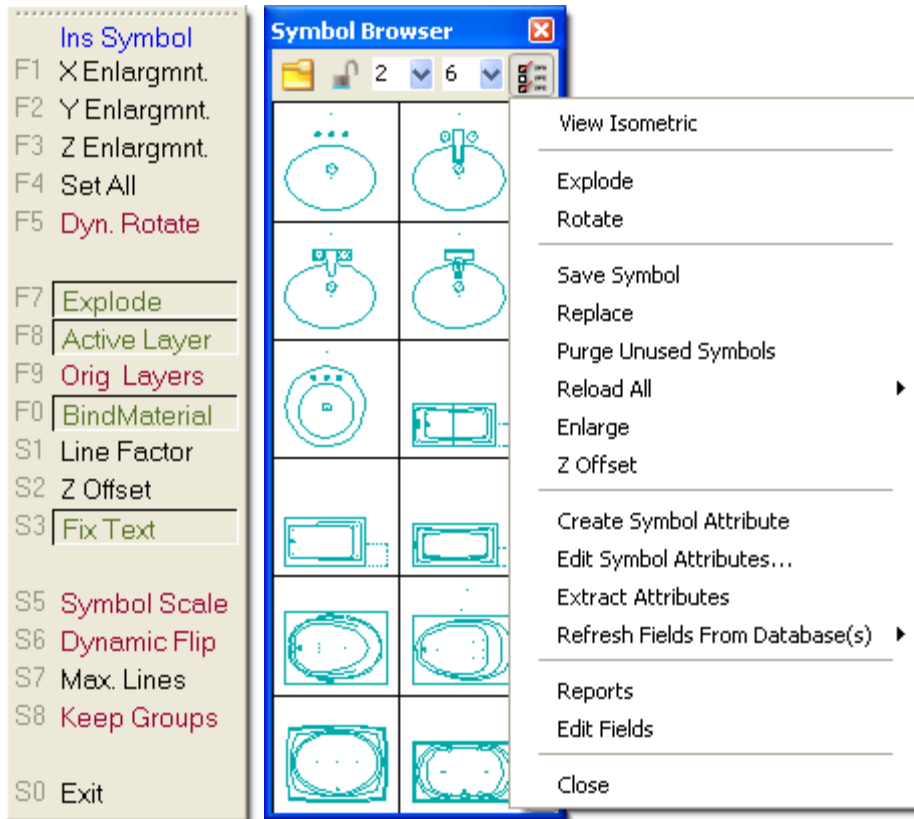 Ins Symbol
F1 X Enlargmnt.
F2 Y Enlargmnt.
F3 Z Enlargmnt.
F4 Set All
F5 Dyn. Rotate
F7 Explode
F8 Active Layer
F9 Orig Layers
F0 BindMaterial
S1 Line Factor
S2 Z Offset
S3 Fix Text
S5 Symbol Scale
S6 Dynamic Flip
S7 Max. Lines
S8 Keep Groups
S0 Exit
Symbol Browser
2 6
View Isometric
Explode
Rotate
Save Symbol
Replace
Purge Unused Symbols
Reload All
Enlarge
Z Offset
Create Symbol Attribute
Edit Symbol Attributes...
Extract Attributes
Refresh Fields From Database(s)
Reports
Edit Fields
Close